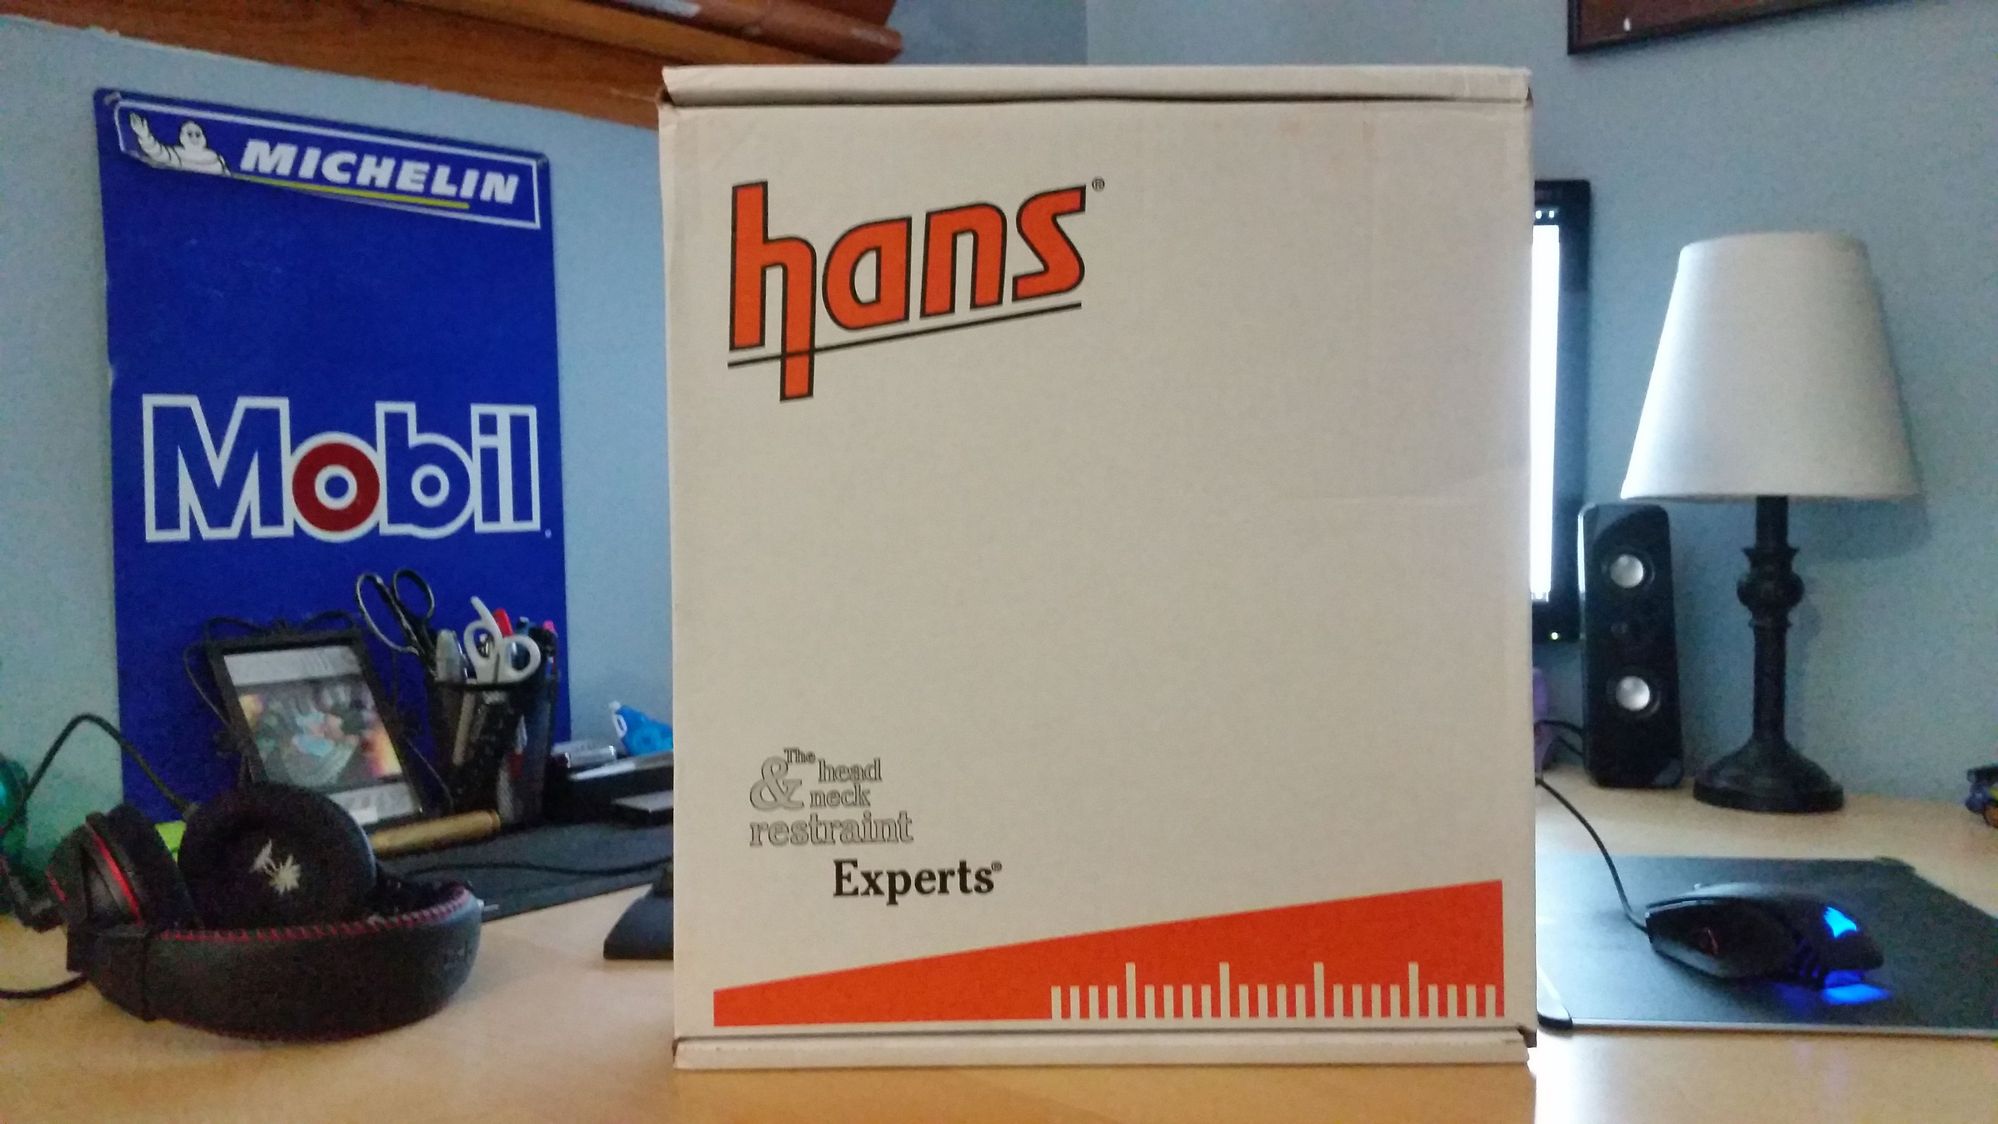 MICHELIN
Mobil
hans®
The
& head
neck
restraint
Experts®